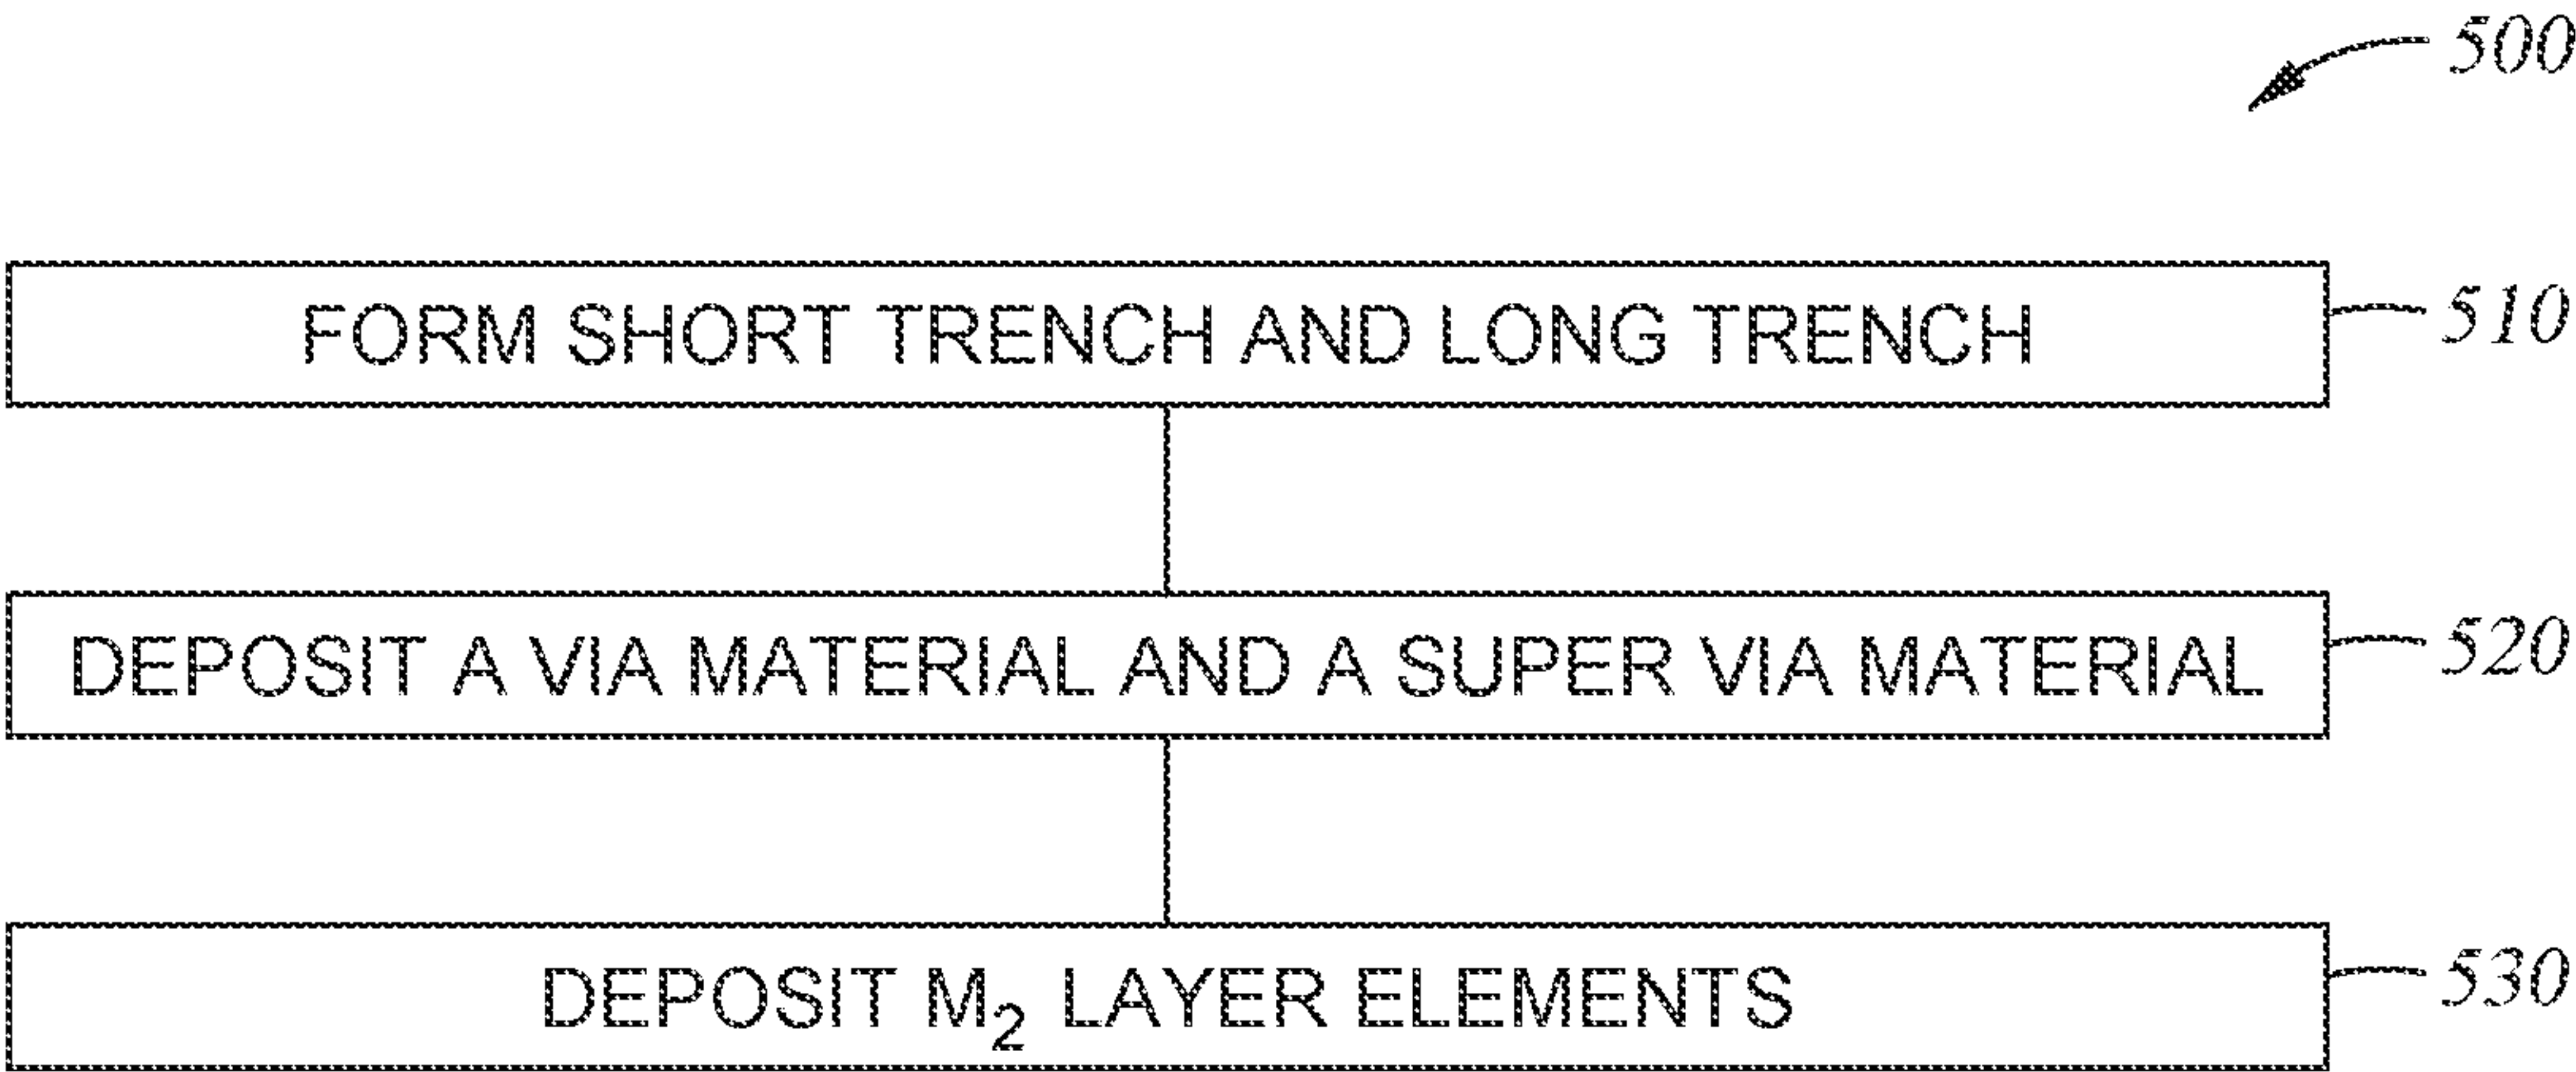 500
FORM SHORT TRENCH AND LONG TRENCH 510
DEPOSIT A VIA MATERIAL AND A SUPER VIA MATERIAL 520
DEPOSIT M₂ LAYER ELEMENTS 530